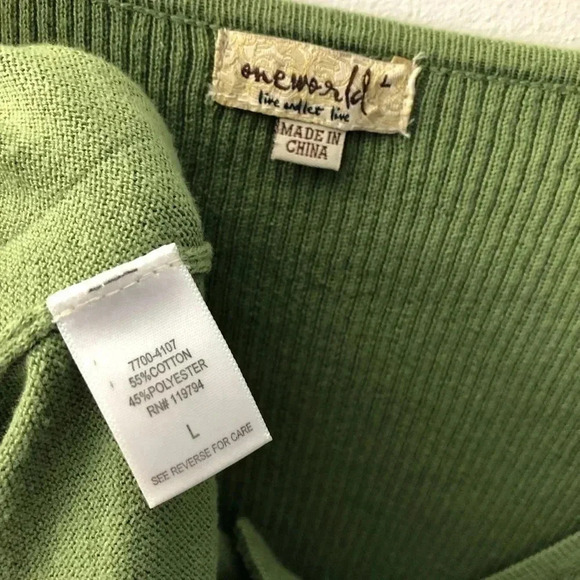 oneworld L
live and let live
MADE IN
CHINA
7700-4107
55%COTTON
45%POLYESTER
RN# 119794
L
SEE REVERSE FOR CARE